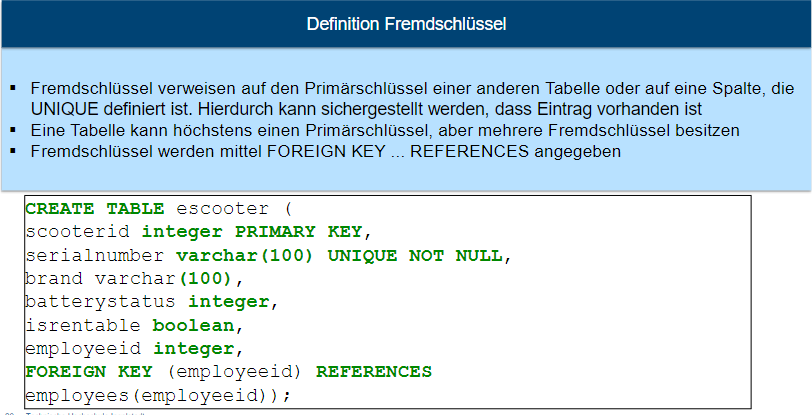 Definition Fremdschlüssel
▪ Fremdschlüssel verweisen auf den Primärschlüssel einer anderen Tabelle oder auf eine Spalte, die
UNIQUE definiert ist. Hierdurch kann sichergestellt werden, dass Eintrag vorhanden ist
▪ Eine Tabelle kann höchstens einen Primärschlüssel, aber mehrere Fremdschlüssel besitzen
▪ Fremdschlüssel werden mittel FOREIGN KEY ... REFERENCES angegeben
CREATE TABLE escooter (
scooterid integer PRIMARY KEY,
serialnumber varchar(100) UNIQUE NOT NULL,
brand varchar(100),
batterystatus integer,
isrentable boolean,
employeeid integer,
FOREIGN KEY (employeeid) REFERENCES
employees(employeeid));